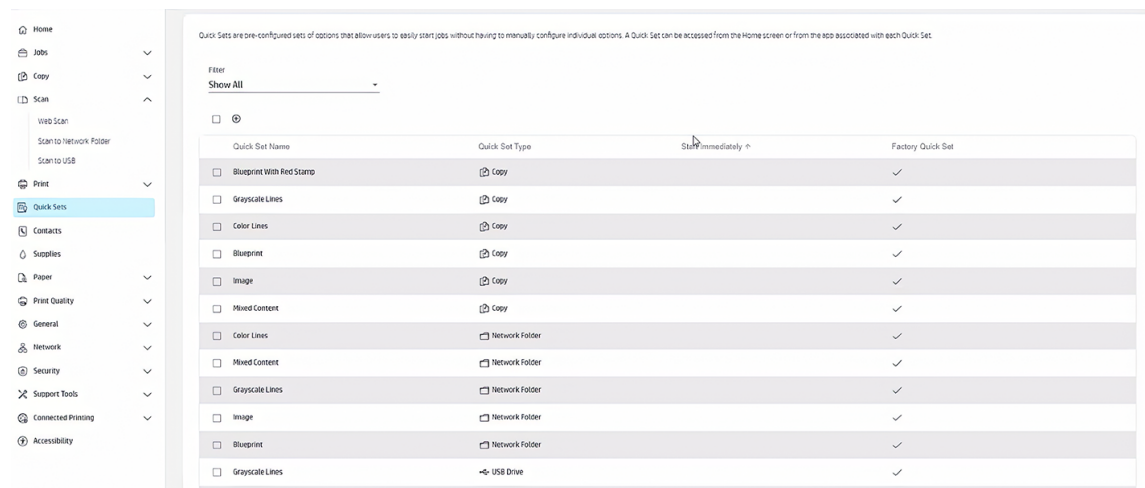 Home
Jobs
Copy
Scan
Web Scan
Scan to Network Folder
Scan to USB
Print
Quick Sets
Contacts
Supplies
Paper
Print Quality
General
Network
Security
Support Tools
Connected Printing
Accessibility
Quick Sets are pre-configured sets of options that allow users to easily start jobs without having to manually configure individual options. A Quick Set can be accessed from the Home screen or from the app associated with each Quick Set.
Filter
Show All
Quick Set Name Quick Set Type Start Immediately ↑ Factory Quick Set
Blueprint With Red Stamp Copy
Grayscale Lines Copy
Color Lines Copy
Blueprint Copy
Image Copy
Mixed Content Copy
Color Lines Network Folder
Mixed Content Network Folder
Grayscale Lines Network Folder
Image Network Folder
Blueprint Network Folder
Grayscale Lines USB Drive